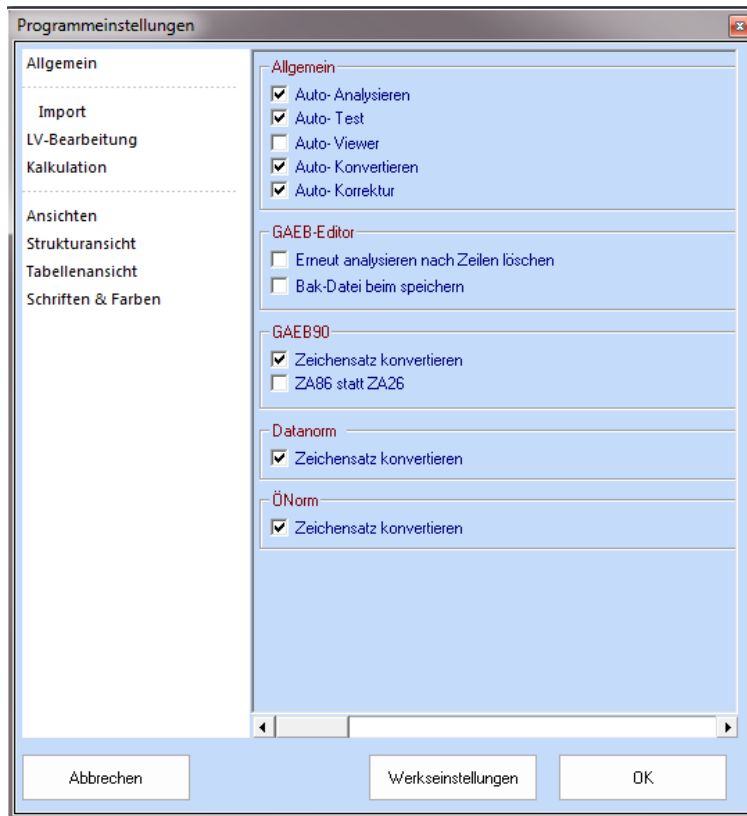 Programmeinstellungen
Allgemein
Import
LV-Bearbeitung
Kalkulation
Ansichten
Strukturansicht
Tabellenansicht
Schriften & Farben
Allgemein
Auto- Analysieren
Auto- Test
Auto- Viewer
Auto- Konvertieren
Auto- Korrektur
GAEB-Editor
Erneut analysieren nach Zeilen löschen
Bak-Datei beim speichern
GAEB90
Zeichensatz konvertieren
ZA86 statt ZA26
Datanorm
Zeichensatz konvertieren
ÖNorm
Zeichensatz konvertieren
Abbrechen
Werkseinstellungen
OK